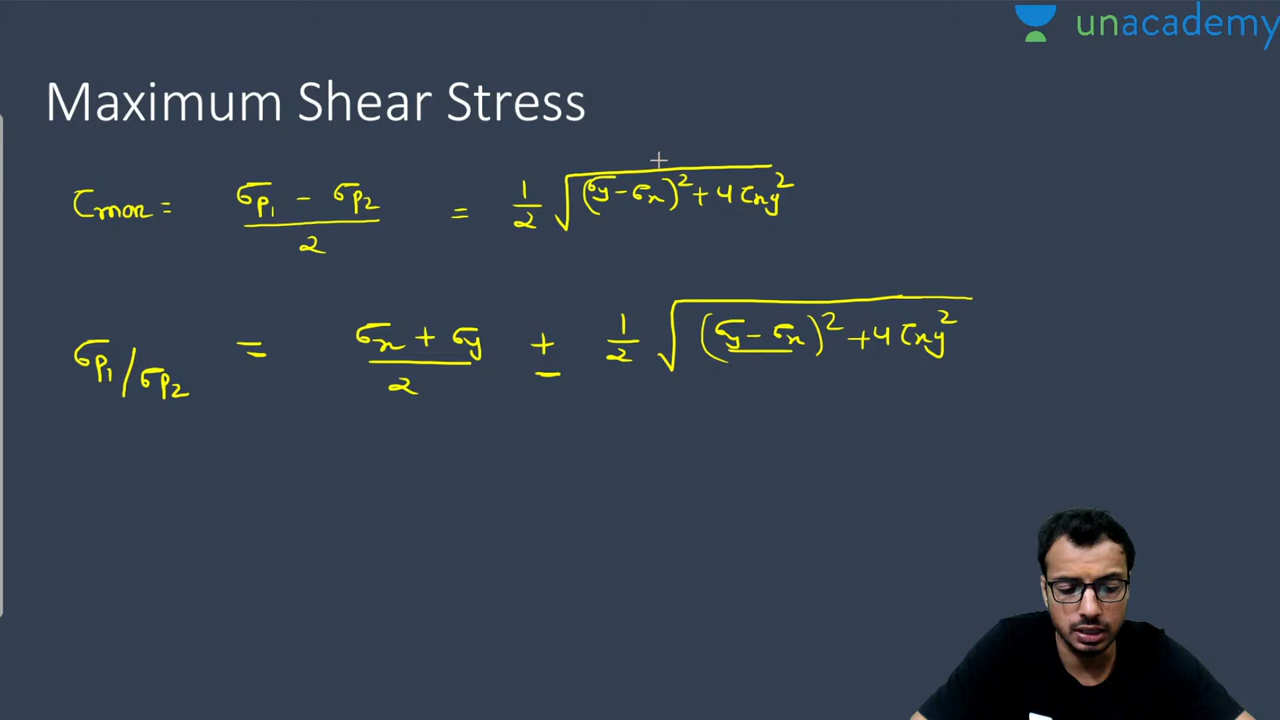 unacademy
Maximum Shear Stress
τmax = (σp₁ − σp₂)/2 = 1/2 √((σy − σx)² + 4τxy²)
σp₁/σp₂ = (σx + σy)/2 ± 1/2 √((σy − σx)² + 4τxy²)